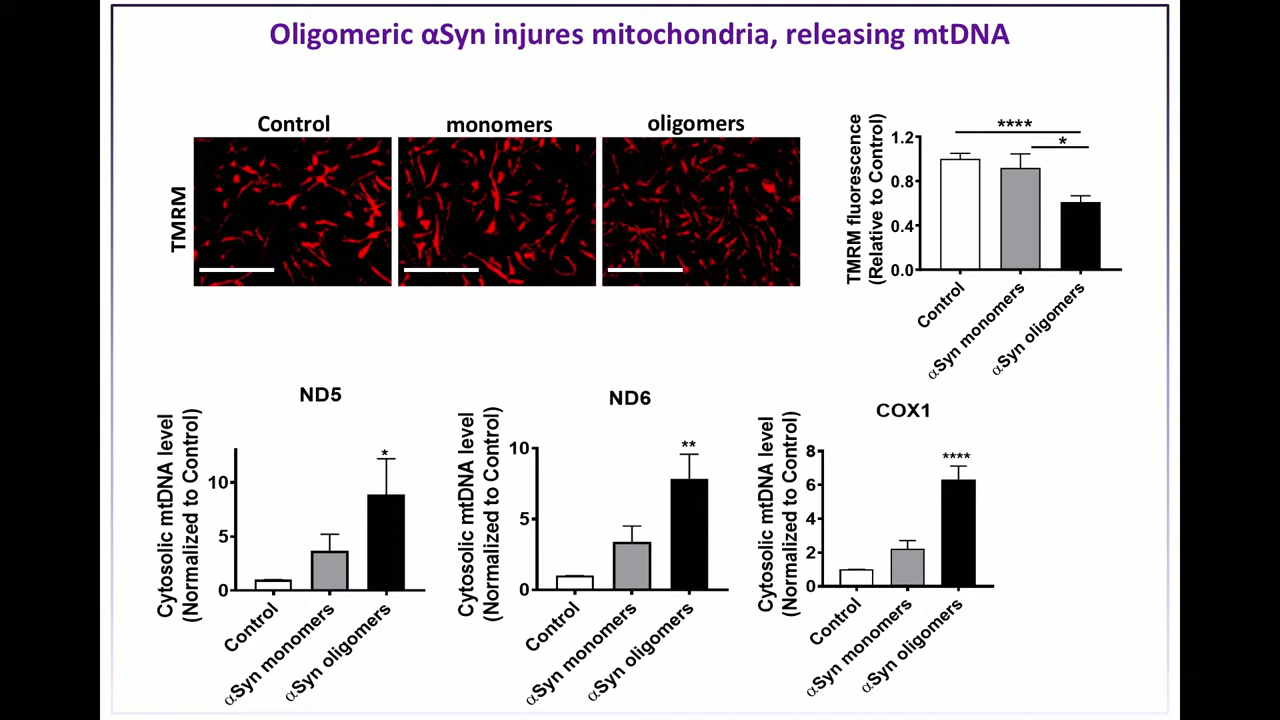 Oligomeric αSyn injures mitochondria, releasing mtDNA
Control
monomers
oligomers
TMRM
TMRM fluorescence
(Relative to Control)
1.2
0.8
0.4
0.0
****
*
Control
αSyn monomers
αSyn oligomers
ND5
Cytosolic mtDNA level
(Normalized to Control)
10
5
0
*
Control
αSyn monomers
αSyn oligomers
ND6
Cytosolic mtDNA level
(Normalized to Control)
10
5
0
**
Control
αSyn monomers
αSyn oligomers
COX1
Cytosolic mtDNA level
(Normalized to Control)
8
6
4
2
0
****
Control
αSyn monomers
αSyn oligomers